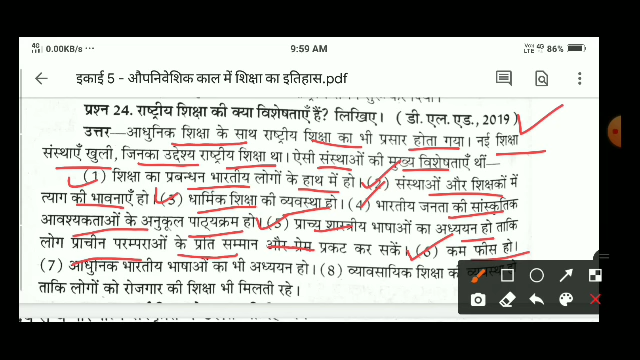 4G 0.00KB/s ··· 9:59 AM VoD 4G LTE 86%
इकाई 5 - औपनिवेशिक काल में शिक्षा का इतिहास.pdf
प्रश्न 24. राष्ट्रीय शिक्षा की क्या विशेषताएँ हैं? लिखिए। ( डी. एल. एड., 2019)
उत्तर—आधुनिक शिक्षा के साथ राष्ट्रीय शिक्षा का भी प्रसार होता गया। नई शिक्षा
संस्थाएँ खुली, जिनका उद्देश्य राष्ट्रीय शिक्षा था। ऐसी संस्थाओं की मुख्य विशेषताएँ थीं—
(1) शिक्षा का प्रबन्धन भारतीय लोगों के हाथ में हो। (2) संस्थाओं और शिक्षकों में
त्याग की भावनाएँ हो। (3) धार्मिक शिक्षा की व्यवस्था हो। (4) भारतीय जनता की सांस्कृतिक
आवश्यकताओं के अनुकूल पाठ्यक्रम हो। (5) प्राच्य शास्त्रीय भाषाओं का अध्ययन हो ताकि
लोग प्राचीन परम्पराओं के प्रति सम्मान और प्रेम प्रकट कर सकें। (6) कम फीस हो।
(7) आधुनिक भारतीय भाषाओं का भी अध्ययन हो। (8) व्यावसायिक शिक्षा की
ताकि लोगों को रोजगार की शिक्षा भी मिलती रहे।